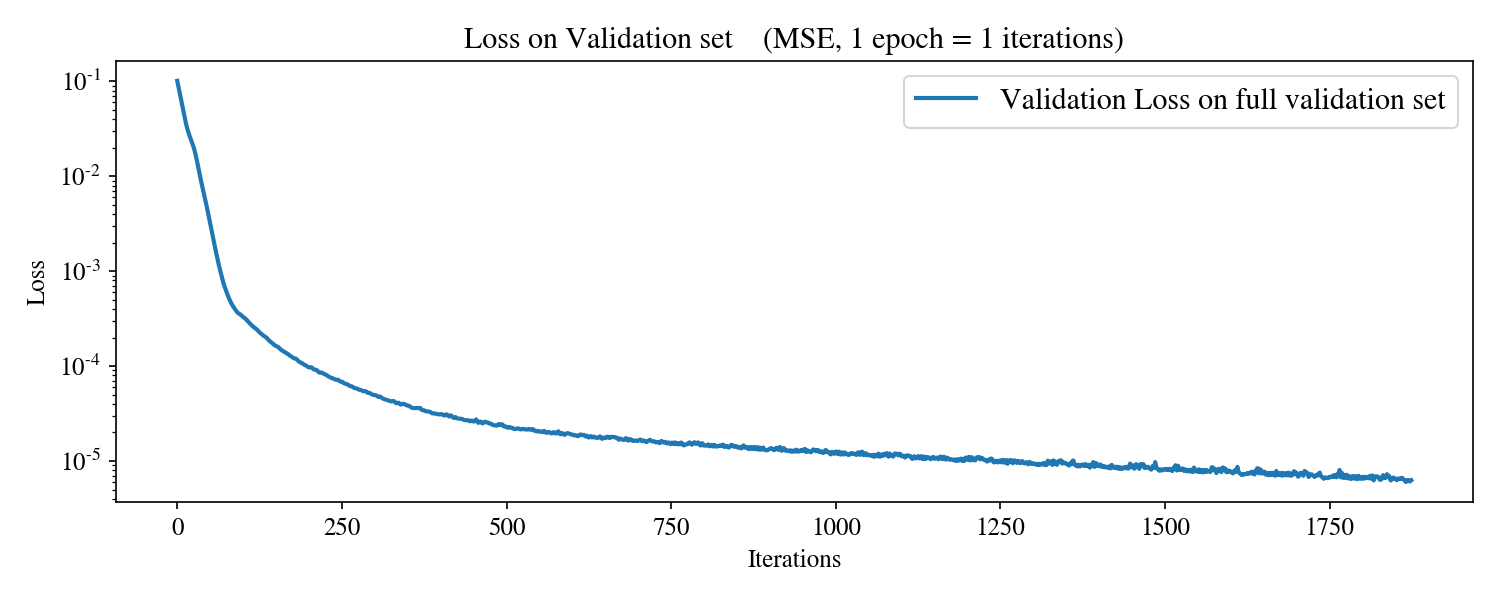 Loss on Validation set (MSE, 1 epoch = 1 iterations)
Validation Loss on full validation set
10⁻¹
10⁻²
10⁻³
10⁻⁴
10⁻⁵
Loss
0 250 500 750 1000 1250 1500 1750
Iterations